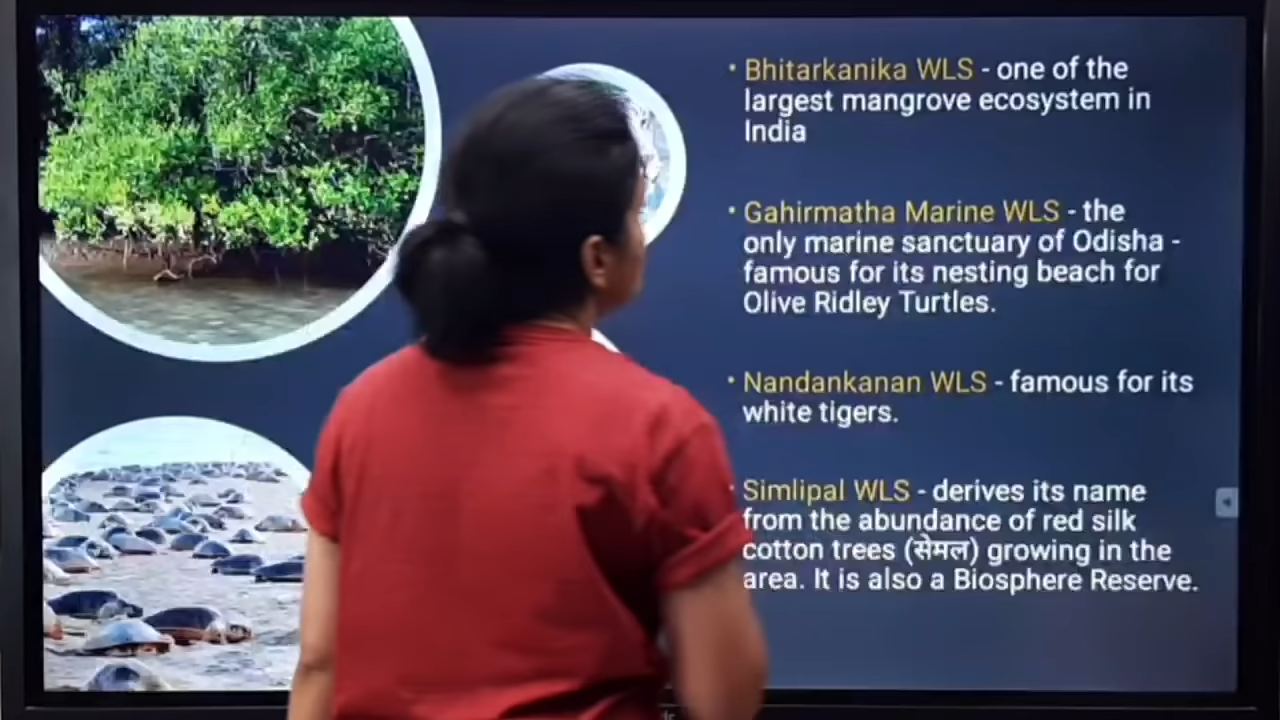 • Bhitarkanika WLS - one of the
largest mangrove ecosystem in
India
• Gahirmatha Marine WLS - the
only marine sanctuary of Odisha -
famous for its nesting beach for
Olive Ridley Turtles.
• Nandankanan WLS - famous for its
white tigers.
• Simlipal WLS - derives its name
from the abundance of red silk
cotton trees (सेमल) growing in the
area. It is also a Biosphere Reserve.